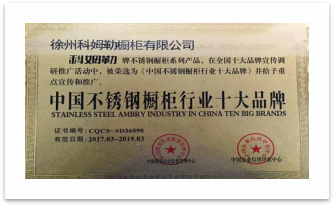 徐州科姆勒橱柜有限公司
科姆勒 牌不锈钢橱柜系列产品，在全国十大品牌宣传调
研推广活动中，被荣选为《中国不锈钢橱柜行业十大品牌》并给予重
点宣传和推广。
中国不锈钢橱柜行业十大品牌
STAINLESS STEEL AMBRY INDUSTRY IN CHINA TEN BIG BRANDS
证书编号：CQCS-SD36690
有效日期：2017.03-2019.03